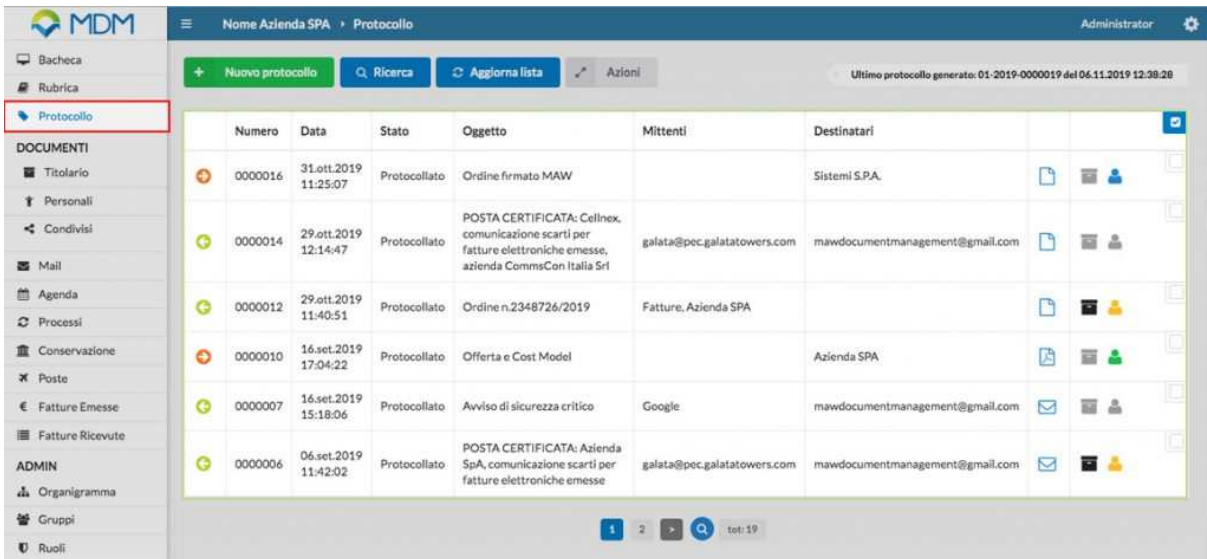 MDM
Nome Azienda SPA › Protocollo
Administrator
Bacheca
Rubrica
Protocollo
DOCUMENTI
Titolario
Personali
Condivisi
Mail
Agenda
Processi
Conservazione
Poste
€ Fatture Emesse
Fatture Ricevute
ADMIN
Organigramma
Gruppi
Ruoli
+ Nuovo protocollo
Ricerca
Aggiorna lista
Azioni
Ultimo protocollo generato: 01-2019-0000019 del 06.11.2019 12:38:28
Numero Data Stato Oggetto Mittenti Destinatari
0000016
31.ott.2019
11:25:07
Protocollato
Ordine firmato MAW
Sistemi S.P.A.
0000014
29.ott.2019
12:14:47
Protocollato
POSTA CERTIFICATA: Cellnex,
comunicazione scarti per
fatture elettroniche emesse,
azienda CommsCon Italia Srl
galata@pec.galatatowers.com
mawdocumentmanagement@gmail.com
0000012
29.ott.2019
11:40:51
Protocollato
Ordine n.2348726/2019
Fatture, Azienda SPA
0000010
16.set.2019
17:04:22
Protocollato
Offerta e Cost Model
Azienda SPA
0000007
16.set.2019
15:18:06
Protocollato
Avviso di sicurezza critico
Google
mawdocumentmanagement@gmail.com
0000006
06.set.2019
11:42:02
Protocollato
POSTA CERTIFICATA: Azienda
SpA, comunicazione scarti per
fatture elettroniche emesse
galata@pec.galatatowers.com
mawdocumentmanagement@gmail.com
1 2 > tot: 19